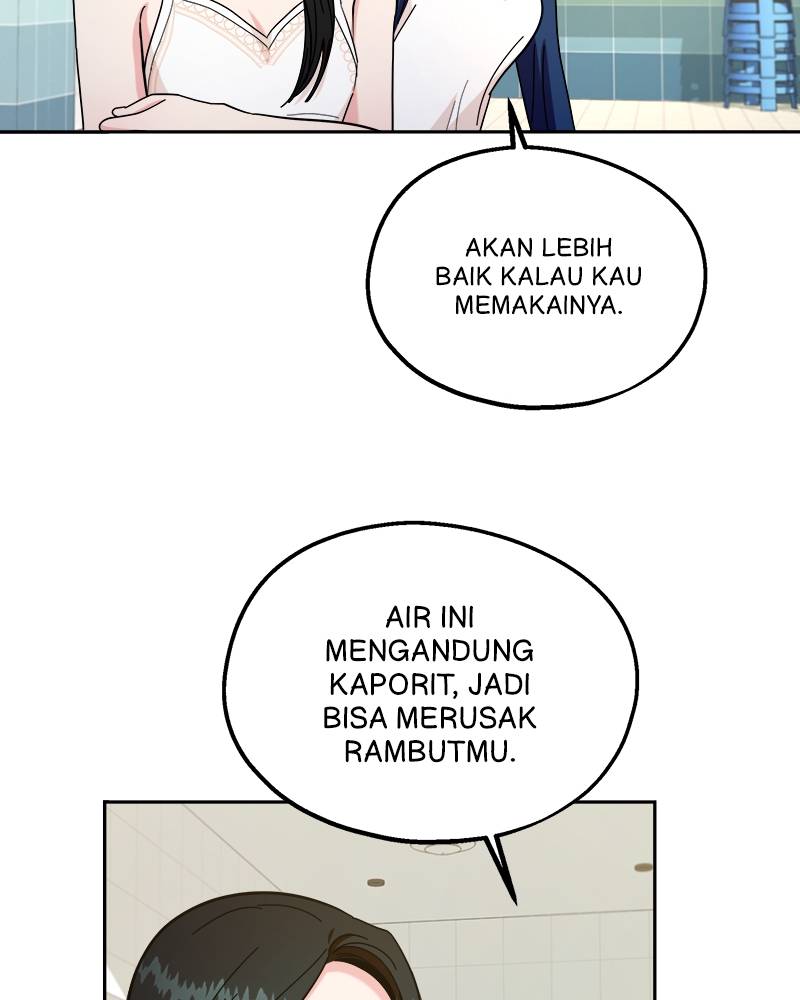 AKAN LEBIH
BAIK KALAU KAU
MEMAKAINYA.
AIR INI
MENGANDUNG
KAPORIT, JADI
BISA MERUSAK
RAMBUTMU.